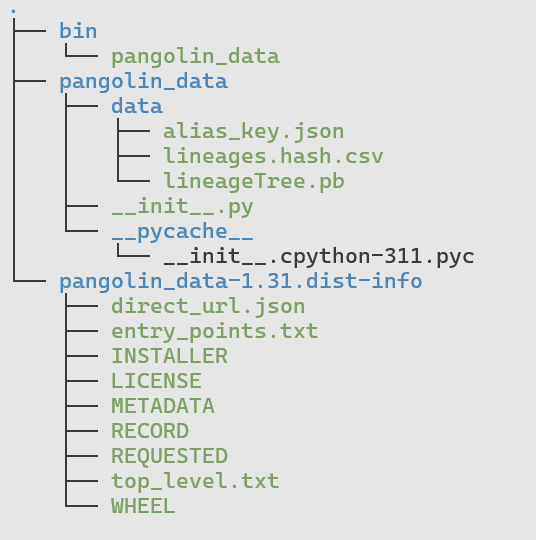 .
├── bin
│   └── pangolin_data
├── pangolin_data
│   ├── data
│   │   ├── alias_key.json
│   │   ├── lineages.hash.csv
│   │   └── lineageTree.pb
│   ├── __init__.py
│   └── __pycache__
│       └── __init__.cpython-311.pyc
└── pangolin_data-1.31.dist-info
    ├── direct_url.json
    ├── entry_points.txt
    ├── INSTALLER
    ├── LICENSE
    ├── METADATA
    ├── RECORD
    ├── REQUESTED
    ├── top_level.txt
    └── WHEEL